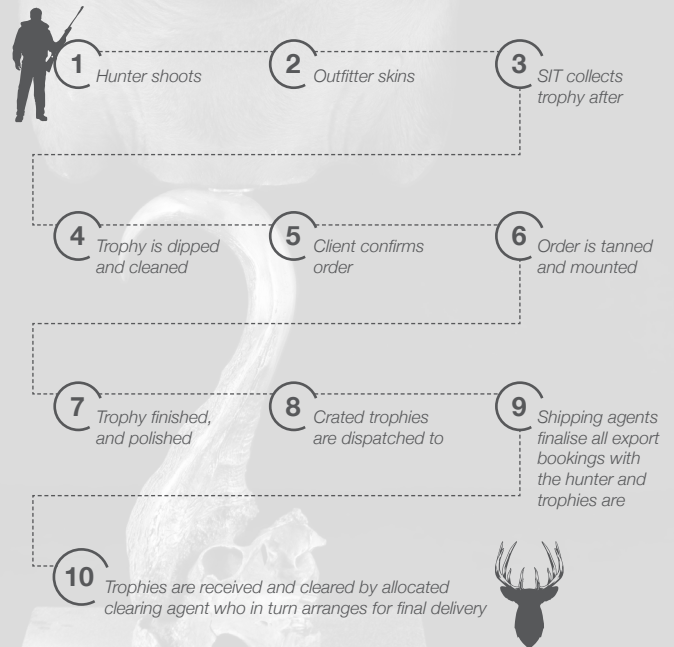 1
Hunter shoots
2
Outfitter skins
3
SIT collects
trophy after
4
Trophy is dipped
and cleaned
5
Client confirms
order
6
Order is tanned
and mounted
7
Trophy finished,
and polished
8
Crated trophies
are dispatched to
9
Shipping agents
finalise all export
bookings with
the hunter and
trophies are
10
Trophies are received and cleared by allocated
clearing agent who in turn arranges for final delivery